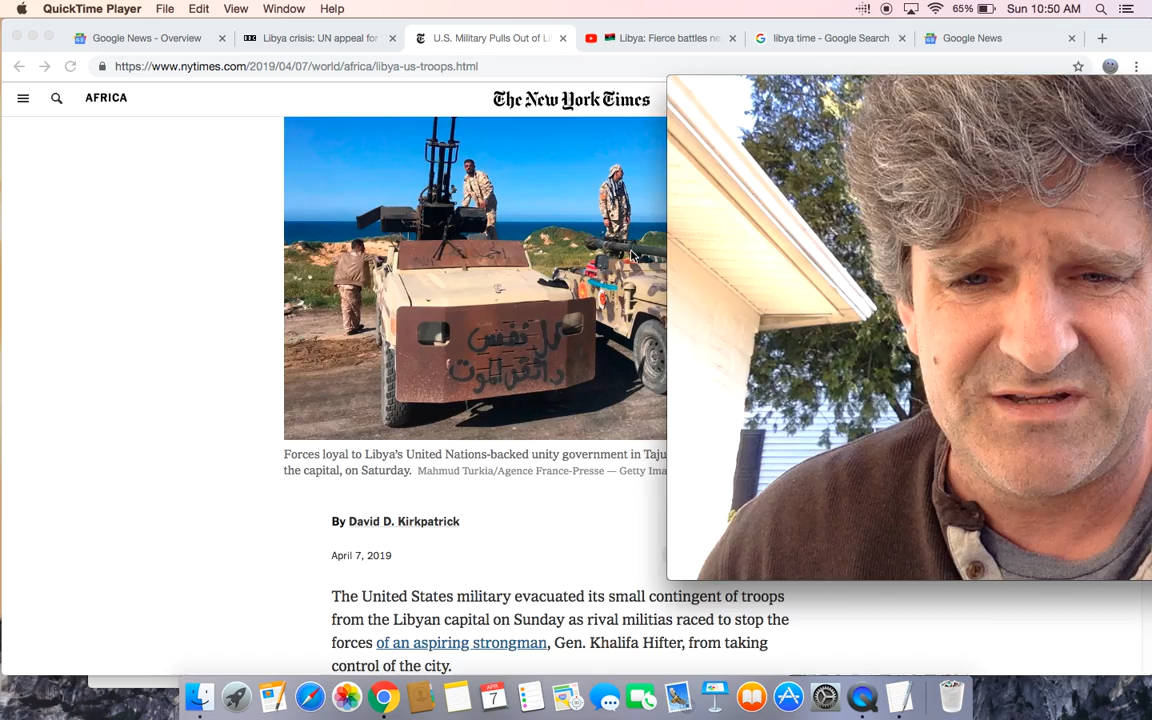 QuickTime Player File Edit View Window Help 65% Sun 10:50 AM
Google News - Overview Libya crisis: UN appeal for U.S. Military Pulls Out of Li Libya: Fierce battles ne libya time - Google Search Google News
https://www.nytimes.com/2019/04/07/world/africa/libya-us-troops.html
AFRICA The New York Times
كل نفس
ذائقة الموت
Forces loyal to Libya’s United Nations-backed unity government in Taju
the capital, on Saturday. Mahmud Turkia/Agence France-Presse — Getty Ima
By David D. Kirkpatrick
April 7, 2019
The United States military evacuated its small contingent of troops
from the Libyan capital on Sunday as rival militias raced to stop the
forces of an aspiring strongman, Gen. Khalifa Hifter, from taking
control of the city.
APR
7